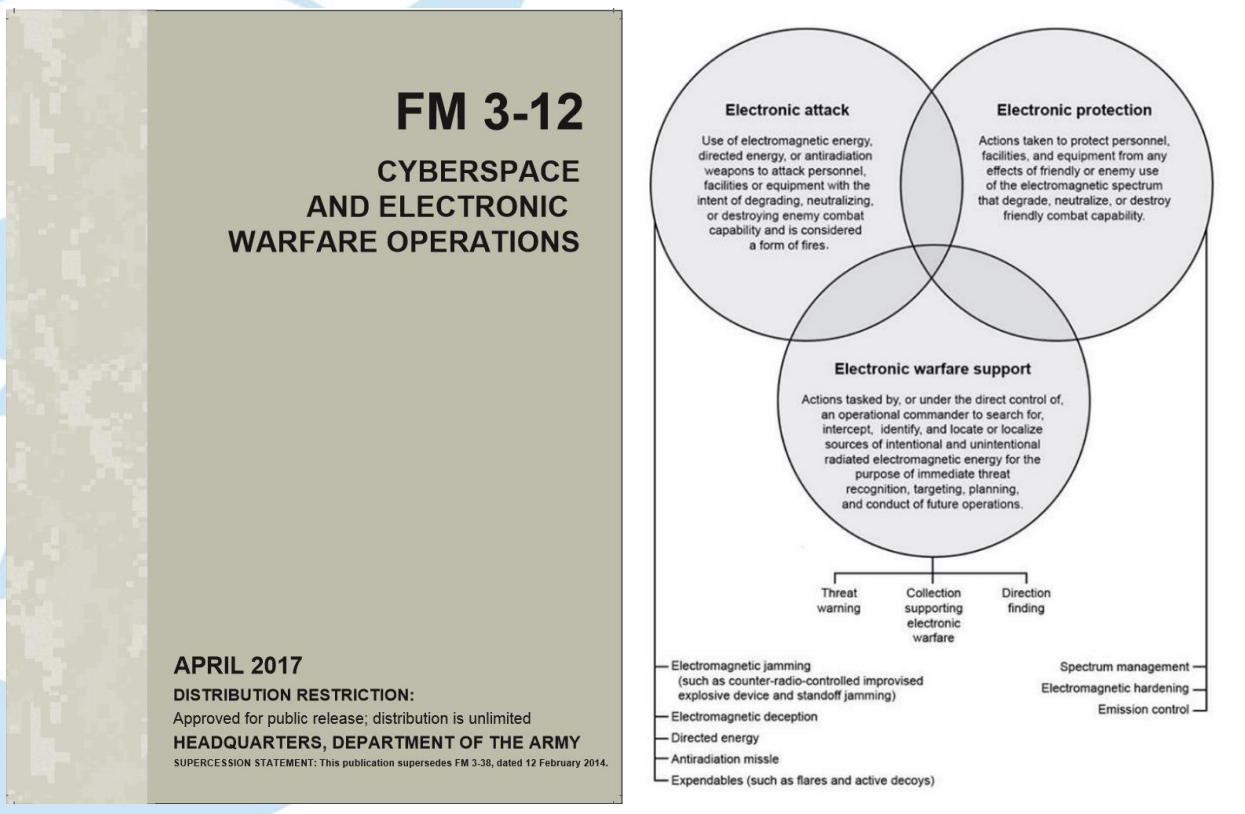 FM 3-12
CYBERSPACE
AND ELECTRONIC
WARFARE OPERATIONS
APRIL 2017
DISTRIBUTION RESTRICTION:
Approved for public release; distribution is unlimited
HEADQUARTERS, DEPARTMENT OF THE ARMY
SUPERCESSION STATEMENT: This publication supersedes FM 3-38, dated 12 February 2014.
Electronic attack
Use of electromagnetic energy,
directed energy, or antiradiation
weapons to attack personnel,
facilities or equipment with the
intent of degrading, neutralizing,
or destroying enemy combat
capability and is considered
a form of fires.
Electronic protection
Actions taken to protect personnel,
facilities, and equipment from any
effects of friendly or enemy use
of the electromagnetic spectrum
that degrade, neutralize, or destroy
friendly combat capability.
Electronic warfare support
Actions tasked by, or under the direct control of,
an operational commander to search for,
intercept, identify, and locate or localize
sources of intentional and unintentional
radiated electromagnetic energy for the
purpose of immediate threat
recognition, targeting, planning,
and conduct of future operations.
Threat
warning
Collection
supporting
electronic
warfare
Direction
finding
Electromagnetic jamming
(such as counter-radio-controlled improvised
explosive device and standoff jamming)
Electromagnetic deception
Directed energy
Antiradiation missle
Expendables (such as flares and active decoys)
Spectrum management
Electromagnetic hardening
Emission control